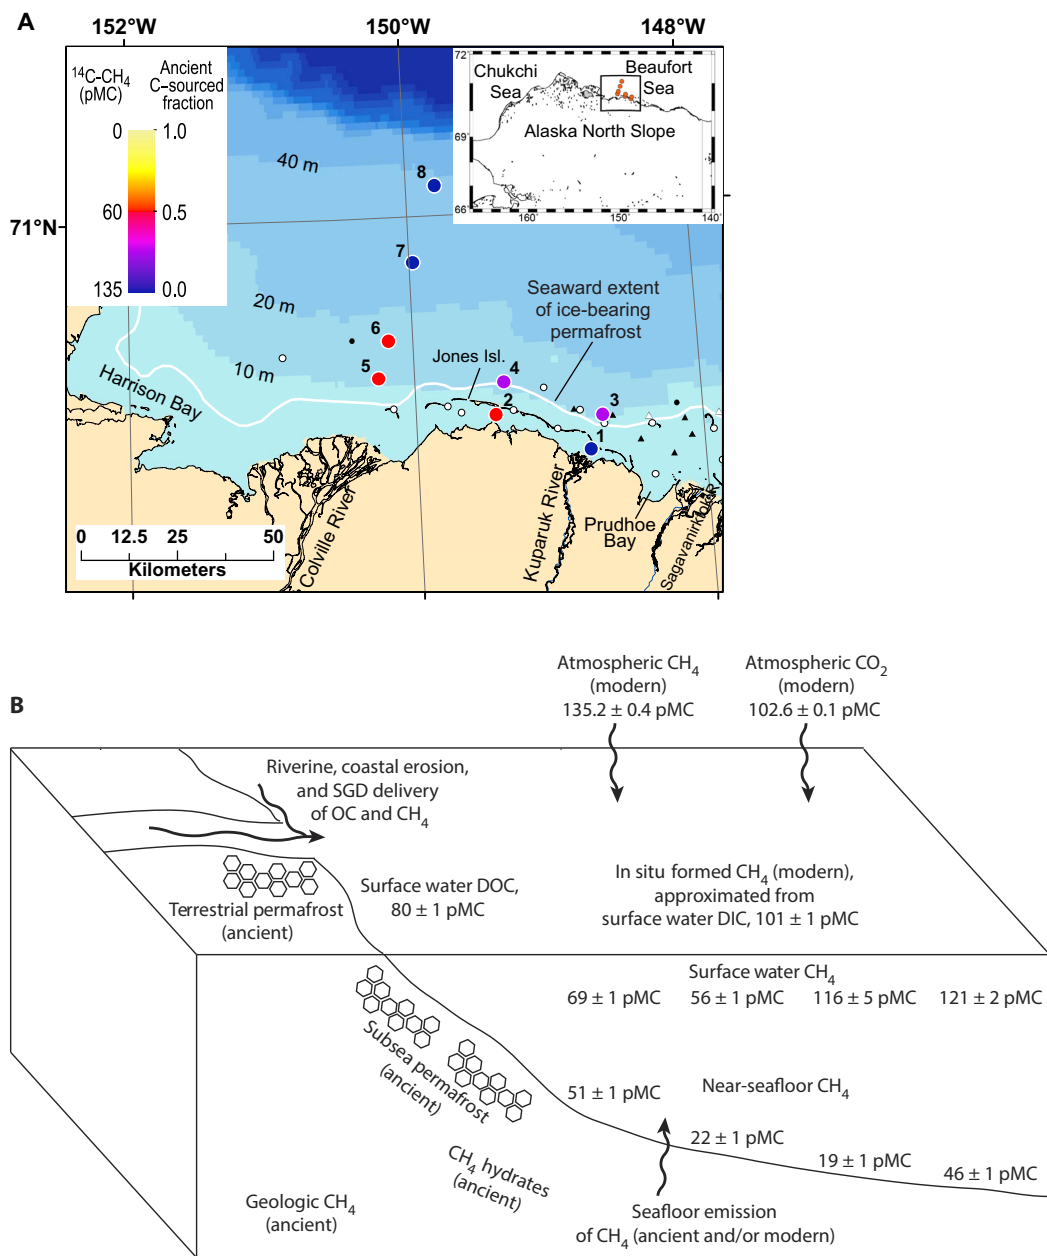 A
152°W
150°W
148°W
¹⁴C-CH₄
(pMC)
Ancient
C–sourced
fraction
0
1.0
60
0.5
135
0.0
72
69
66
160°
150°
140°
Chukchi
Sea
Beaufort
Sea
Alaska North Slope
71°N
40 m
20 m
10 m
8
7
6
5
4
3
2
1
Seaward extent
of ice-bearing
permafrost
Jones Isl.
Harrison Bay
Colville River
Kuparuk River
Prudhoe
Bay
Sagavanirktok R
0 12.5 25 50
Kilometers
B
Atmospheric CH₄
(modern)
135.2 ± 0.4 pMC
Atmospheric CO₂
(modern)
102.6 ± 0.1 pMC
Riverine, coastal erosion,
and SGD delivery
of OC and CH₄
Terrestrial permafrost
(ancient)
Surface water DOC,
80 ± 1 pMC
In situ formed CH₄ (modern),
approximated from
surface water DIC, 101 ± 1 pMC
Surface water CH₄
69 ± 1 pMC 56 ± 1 pMC 116 ± 5 pMC 121 ± 2 pMC
Subsea permafrost
(ancient)
51 ± 1 pMC
Near-seafloor CH₄
22 ± 1 pMC
19 ± 1 pMC
46 ± 1 pMC
CH₄ hydrates
(ancient)
Geologic CH₄
(ancient)
Seafloor emission
of CH₄ (ancient and/or modern)